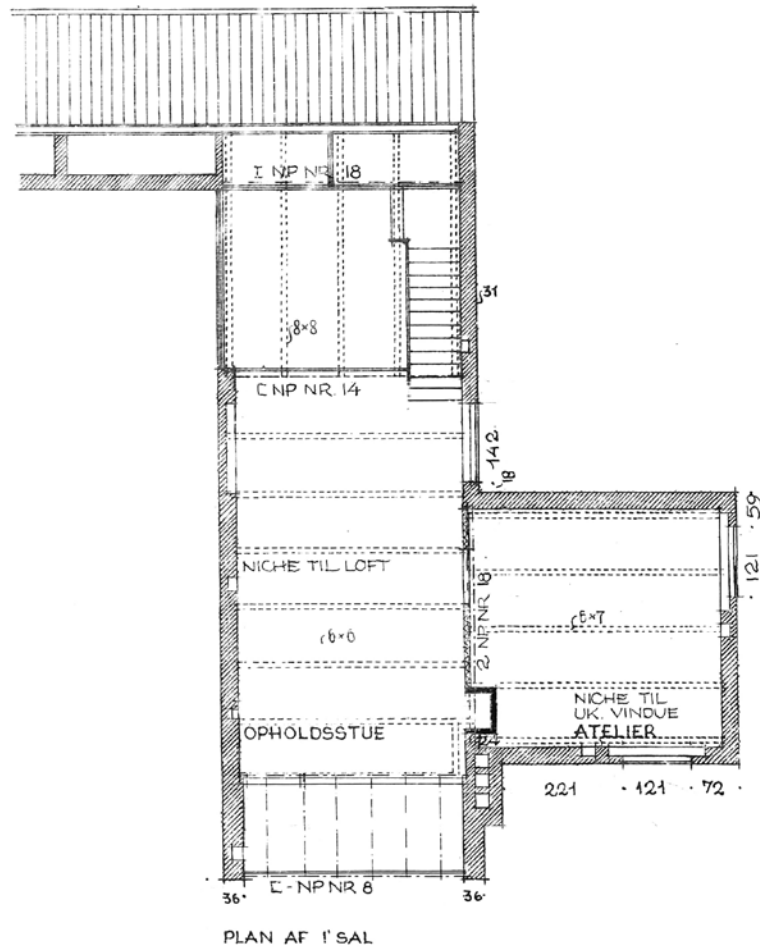 I NP NR. 18
31
8×8
C NP NR. 14
142
18
59
121
NICHE TIL LOFT
2 NP NR 18
6×6
6×7
NICHE TIL
UK. VINDUE
ATELIER
OPHOLDSSTUE
221 · 121 · 72
C-NP NR 8
36·
36·
PLAN AF 1' SAL